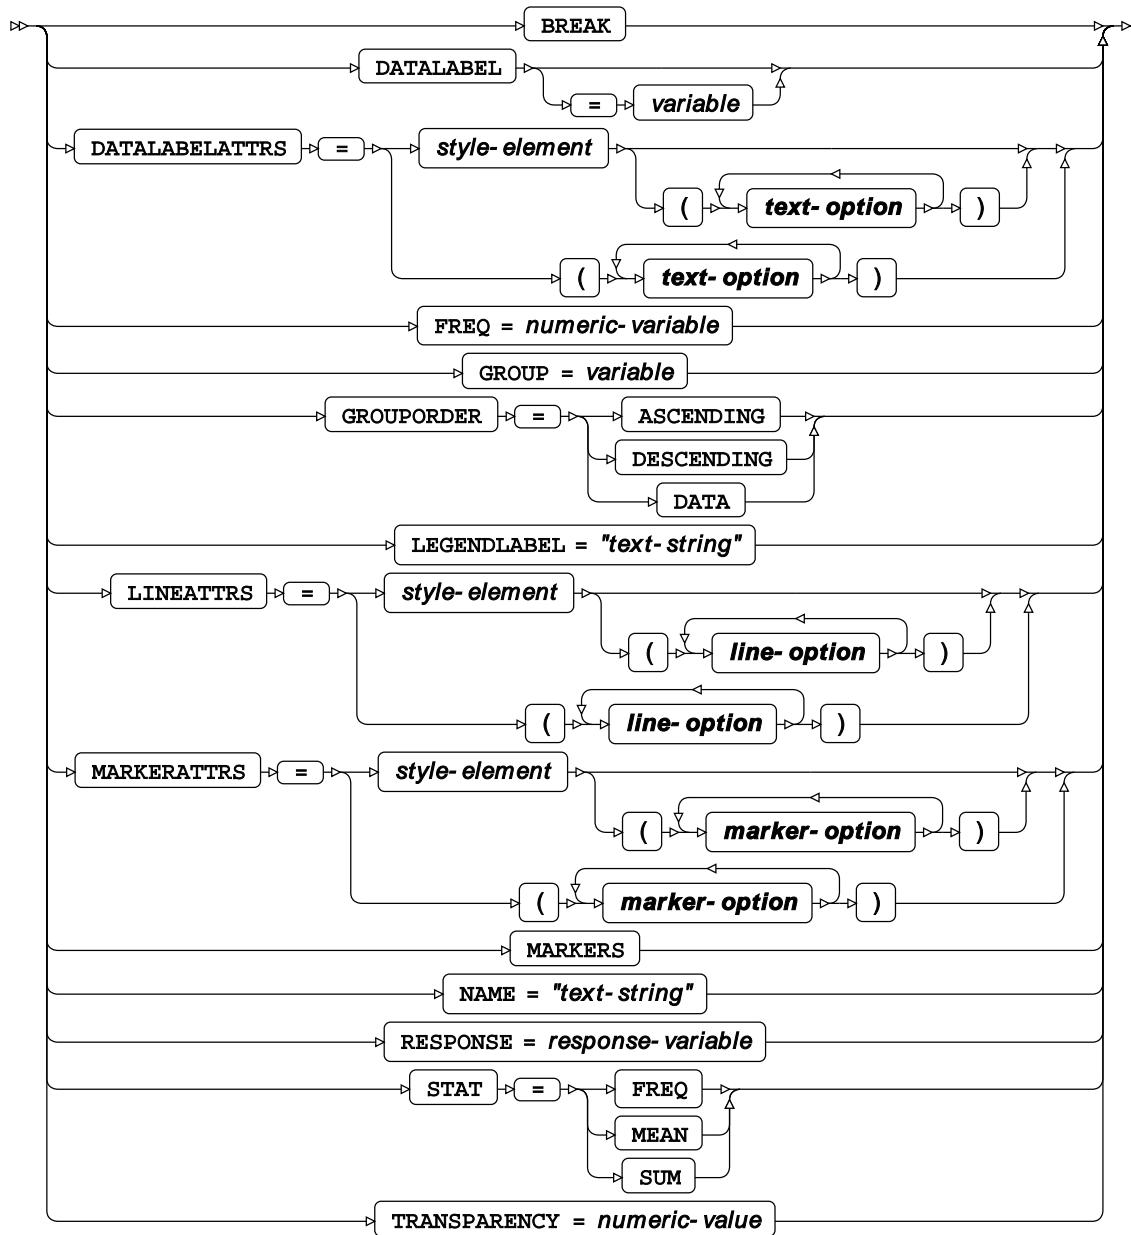 BREAK
DATALABEL
= variable
DATALABELATTRS = style-element
( text-option )
( text-option )
FREQ = numeric-variable
GROUP = variable
GROUPORDER = ASCENDING
DESCENDING
DATA
LEGENDLABEL = "text-string"
LINEATTRS = style-element
( line-option )
( line-option )
MARKERATTRS = style-element
( marker-option )
( marker-option )
MARKERS
NAME = "text-string"
RESPONSE = response-variable
STAT = FREQ
MEAN
SUM
TRANSPARENCY = numeric-value